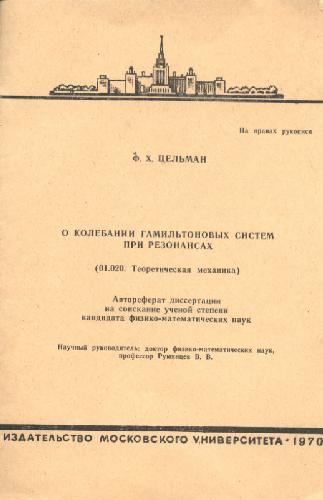 На правах рукописи
Ф. Х. ЦЕЛЬМАН
О КОЛЕБАНИИ ГАМИЛЬТОНОВЫХ СИСТЕМ
ПРИ РЕЗОНАНСАХ
(01.020. Теоретическая механика)
Автореферат диссертации
на соискание ученой степени
кандидата физико-математических наук
Научный руководитель: доктор физико-математических наук,
профессор Румянцев В. В.
ИЗДАТЕЛЬСТВО МОСКОВСКОГО УНИВЕРСИТЕТА - 1970